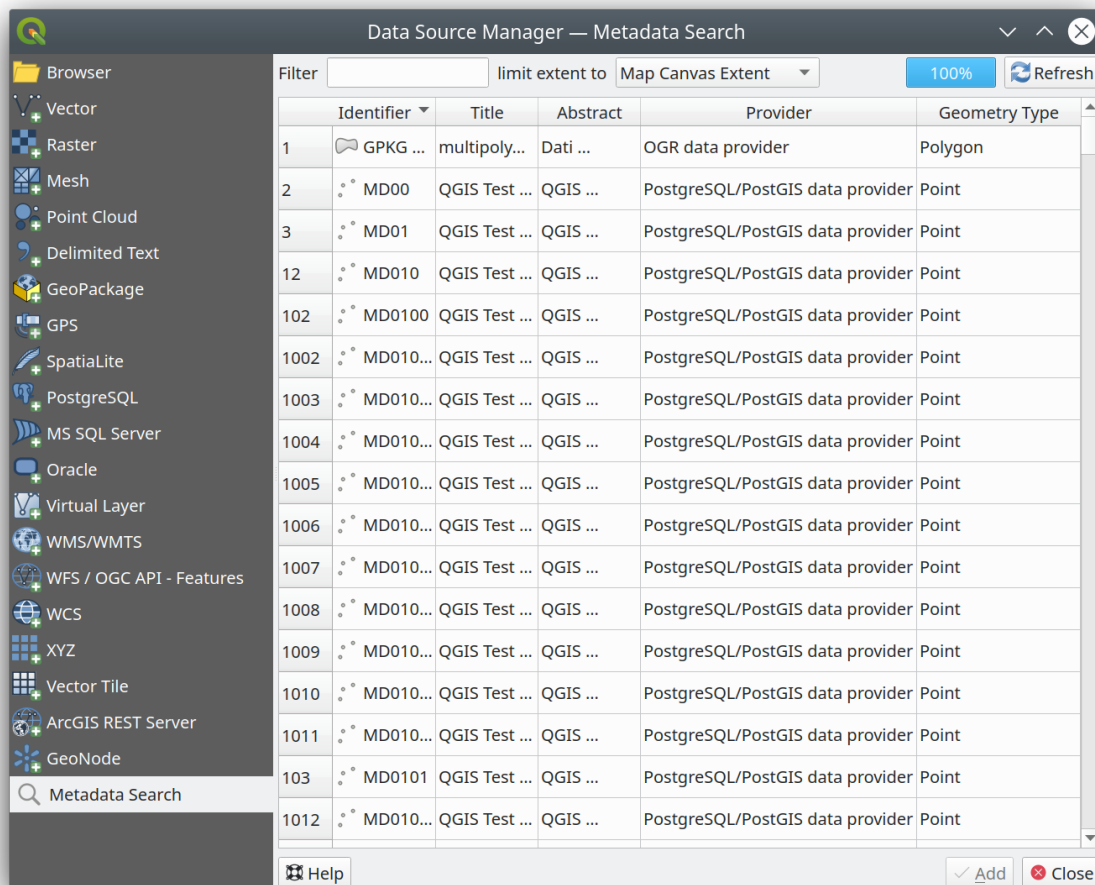 Data Source Manager — Metadata Search
Browser
Vector
Raster
Mesh
Point Cloud
Delimited Text
GeoPackage
GPS
SpatiaLite
PostgreSQL
MS SQL Server
Oracle
Virtual Layer
WMS/WMTS
WFS / OGC API - Features
WCS
XYZ
Vector Tile
ArcGIS REST Server
GeoNode
Metadata Search
Filter limit extent to Map Canvas Extent 100% Refresh
Identifier Title Abstract Provider Geometry Type
1 GPKG ... multipoly... Dati ... OGR data provider Polygon
2 MD00 QGIS Test ... QGIS ... PostgreSQL/PostGIS data provider Point
3 MD01 QGIS Test ... QGIS ... PostgreSQL/PostGIS data provider Point
12 MD010 QGIS Test ... QGIS ... PostgreSQL/PostGIS data provider Point
102 MD0100 QGIS Test ... QGIS ... PostgreSQL/PostGIS data provider Point
1002 MD010... QGIS Test ... QGIS ... PostgreSQL/PostGIS data provider Point
1003 MD010... QGIS Test ... QGIS ... PostgreSQL/PostGIS data provider Point
1004 MD010... QGIS Test ... QGIS ... PostgreSQL/PostGIS data provider Point
1005 MD010... QGIS Test ... QGIS ... PostgreSQL/PostGIS data provider Point
1006 MD010... QGIS Test ... QGIS ... PostgreSQL/PostGIS data provider Point
1007 MD010... QGIS Test ... QGIS ... PostgreSQL/PostGIS data provider Point
1008 MD010... QGIS Test ... QGIS ... PostgreSQL/PostGIS data provider Point
1009 MD010... QGIS Test ... QGIS ... PostgreSQL/PostGIS data provider Point
1010 MD010... QGIS Test ... QGIS ... PostgreSQL/PostGIS data provider Point
1011 MD010... QGIS Test ... QGIS ... PostgreSQL/PostGIS data provider Point
103 MD0101 QGIS Test ... QGIS ... PostgreSQL/PostGIS data provider Point
1012 MD010... QGIS Test ... QGIS ... PostgreSQL/PostGIS data provider Point
Help Add Close